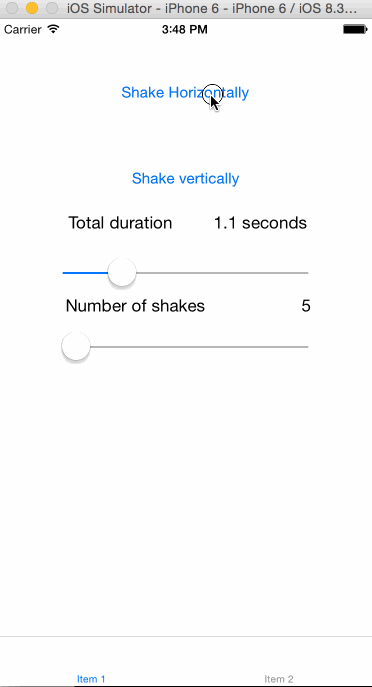 iOS Simulator - iPhone 6 - iPhone 6 / iOS 8.3...
Carrier 3:48 PM
Shake Horizontally
Shake vertically
Total duration 1.1 seconds
Number of shakes 5
Item 1 Item 2